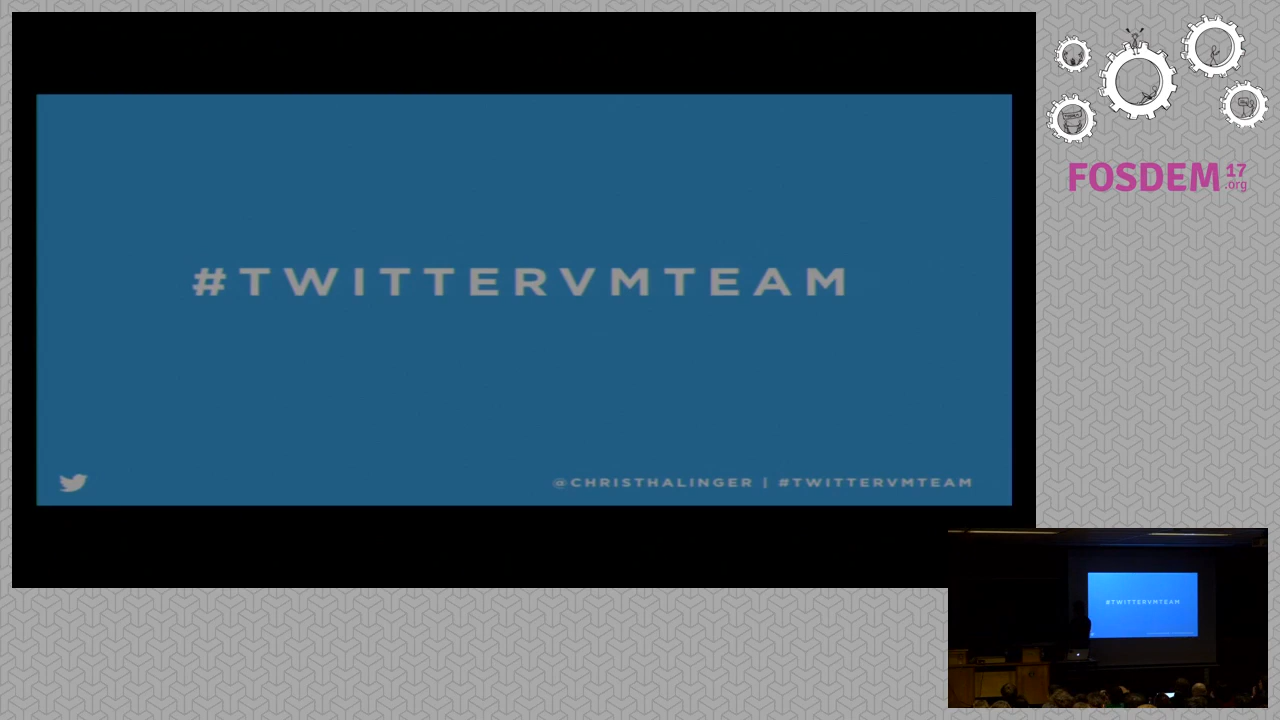 #TWITTERVMTEAM
@CHRISTHALINGER | #TWITTERVMTEAM
FOSDEM 17
.org
#TWITTERVMTEAM